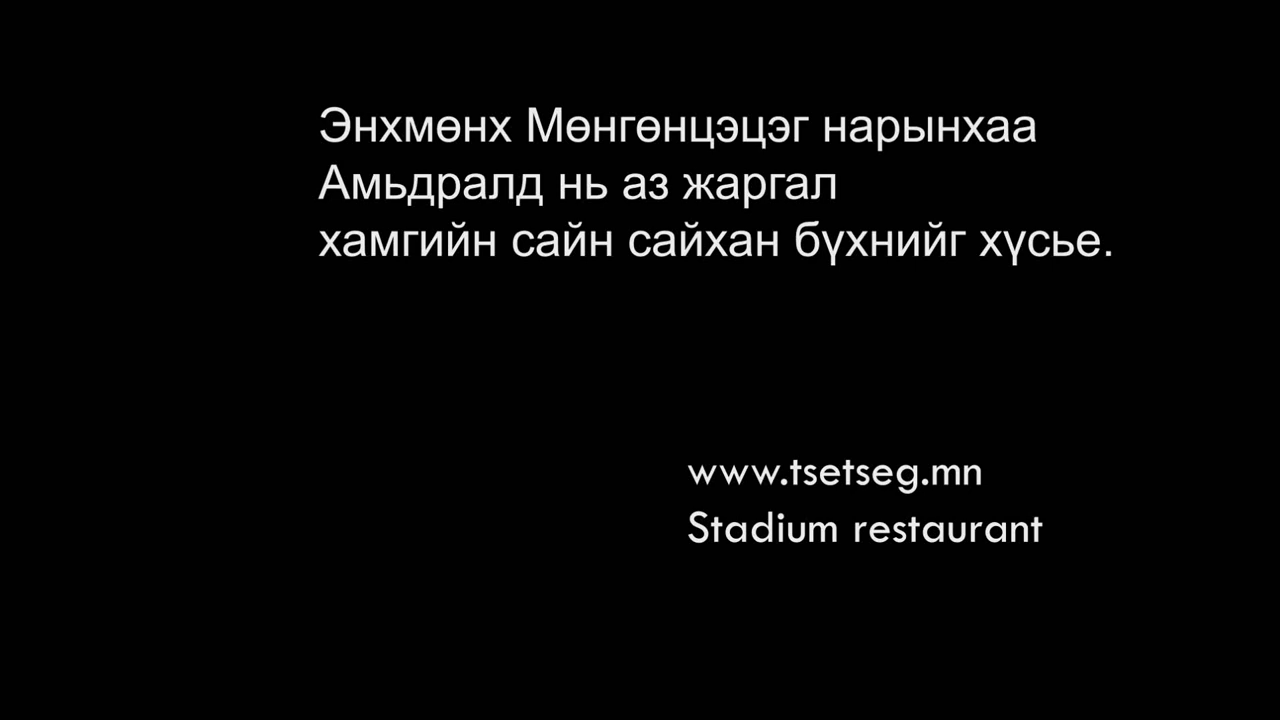 Энхмөнх Мөнгөнцэцэг нарынхаа
Амьдралд нь аз жаргал
хамгийн сайн сайхан бүхнийг хүсье.
www.tsetseg.mn
Stadium restaurant